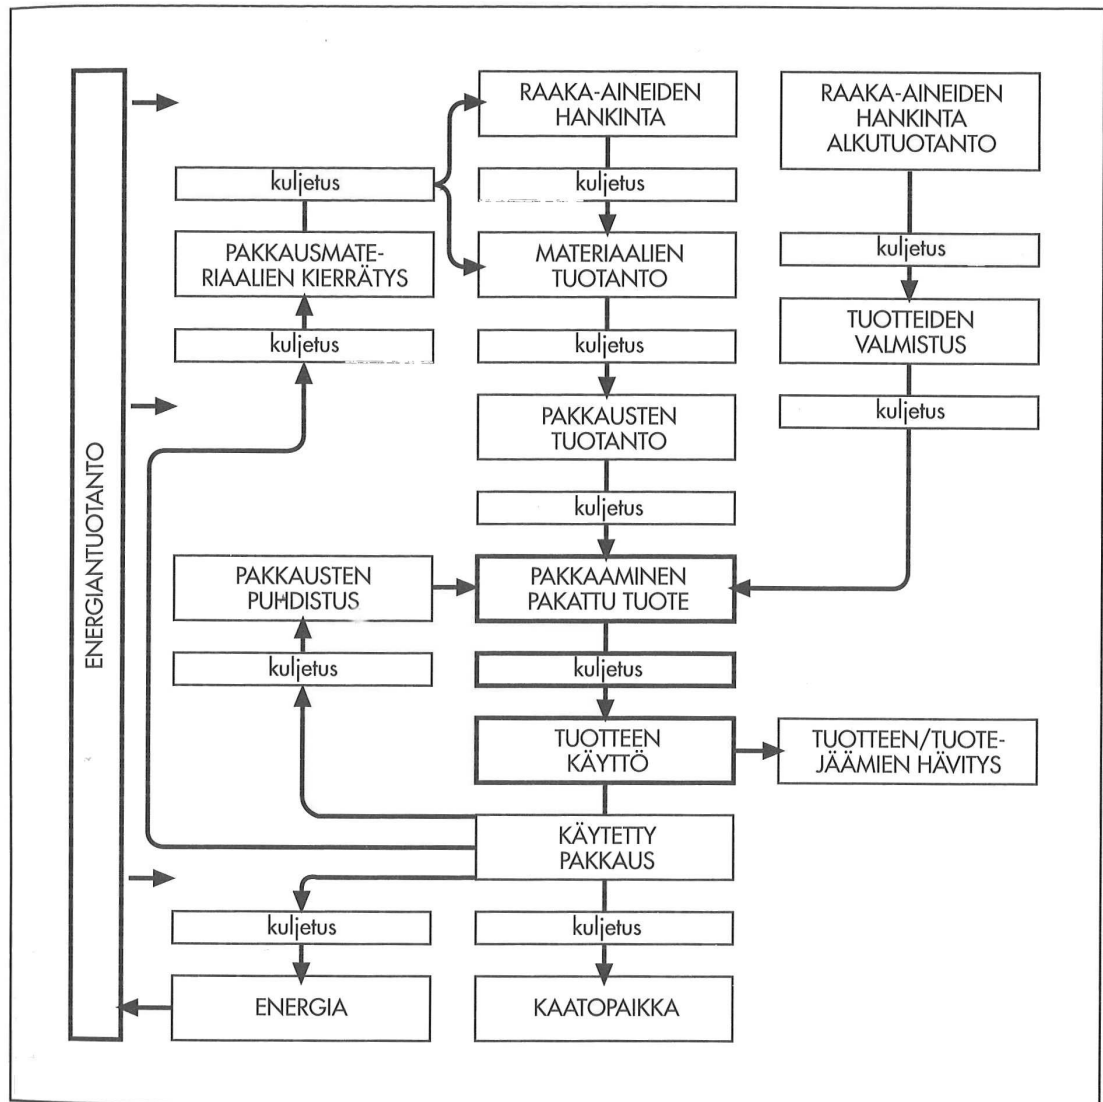 ENERGIANTUOTANTO
RAAKA-AINEIDEN
HANKINTA
RAAKA-AINEIDEN
HANKINTA
ALKUTUOTANTO
kuljetus
kuljetus
PAKKAUSMATE-
RIAALIEN KIERRÄTYS
MATERIAALIEN
TUOTANTO
kuljetus
kuljetus
kuljetus
TUOTTEIDEN
VALMISTUS
PAKKAUSTEN
TUOTANTO
kuljetus
kuljetus
PAKKAUSTEN
PUHDISTUS
PAKKAAMINEN
PAKATTU TUOTE
kuljetus
kuljetus
TUOTTEEN
KÄYTTÖ
TUOTTEEN/TUOTE-
JÄÄMIEN HÄVITYS
KÄYTETTY
PAKKAUS
kuljetus
kuljetus
ENERGIA
KAATOPAIKKA